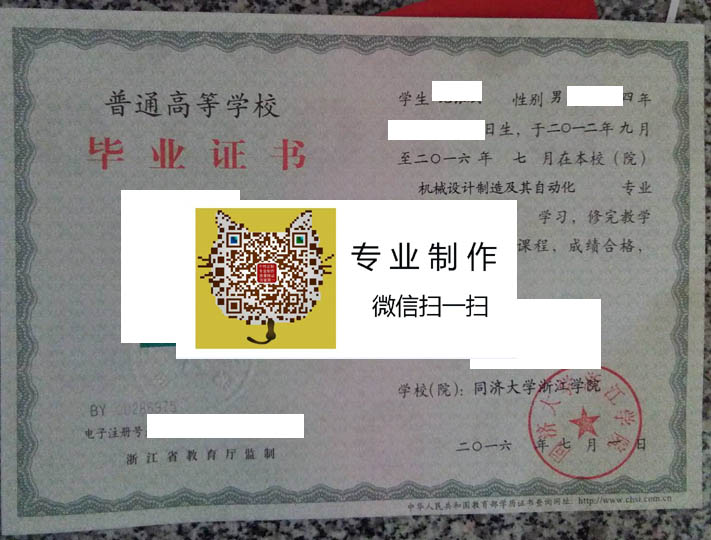 普通高等学校
毕业证书
学生 性别 男 四年
日生，于二〇一二年九月
至二〇一六年 七月在本校（院）
机械设计制造及其自动化 专业
学习，修完教学
课程，成绩合格，
专业制作
微信扫一扫
学校（院）：同济大学浙江学院
BY 20286975
电子注册号
浙江省教育厅监制
二〇一六 年 七 月 日
中华人民共和国教育部学历证书查询网址：http://www.chsi.com.cn